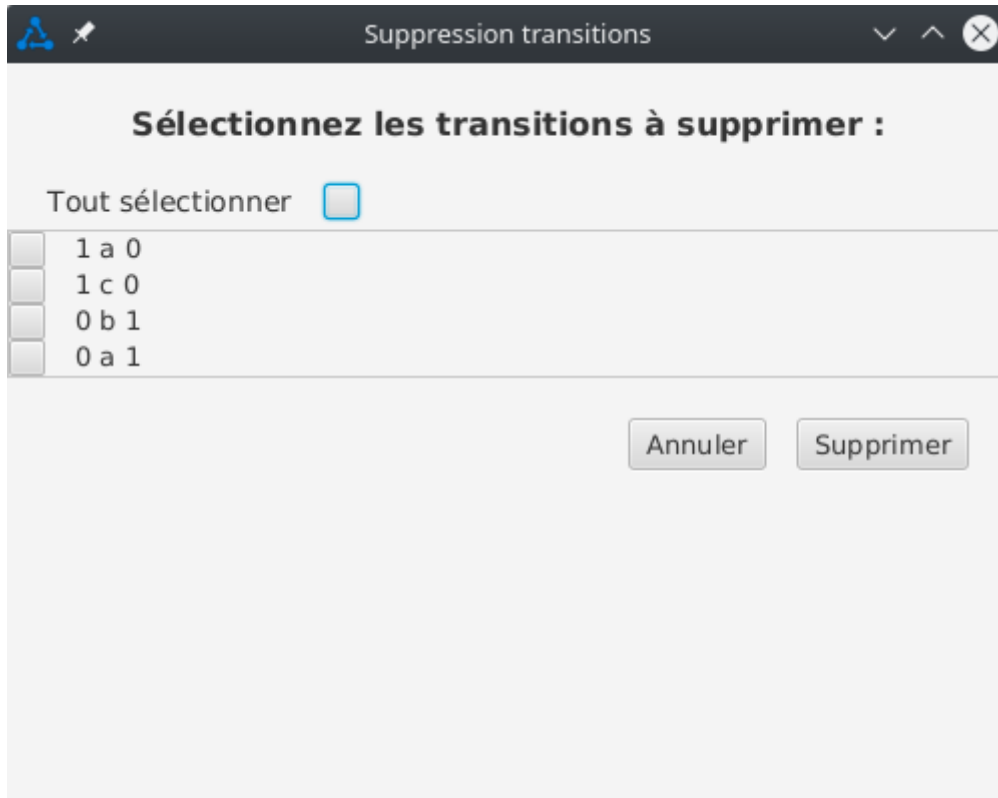 Suppression transitions
Sélectionnez les transitions à supprimer :
Tout sélectionner
1 a 0
1 c 0
0 b 1
0 a 1
Annuler Supprimer